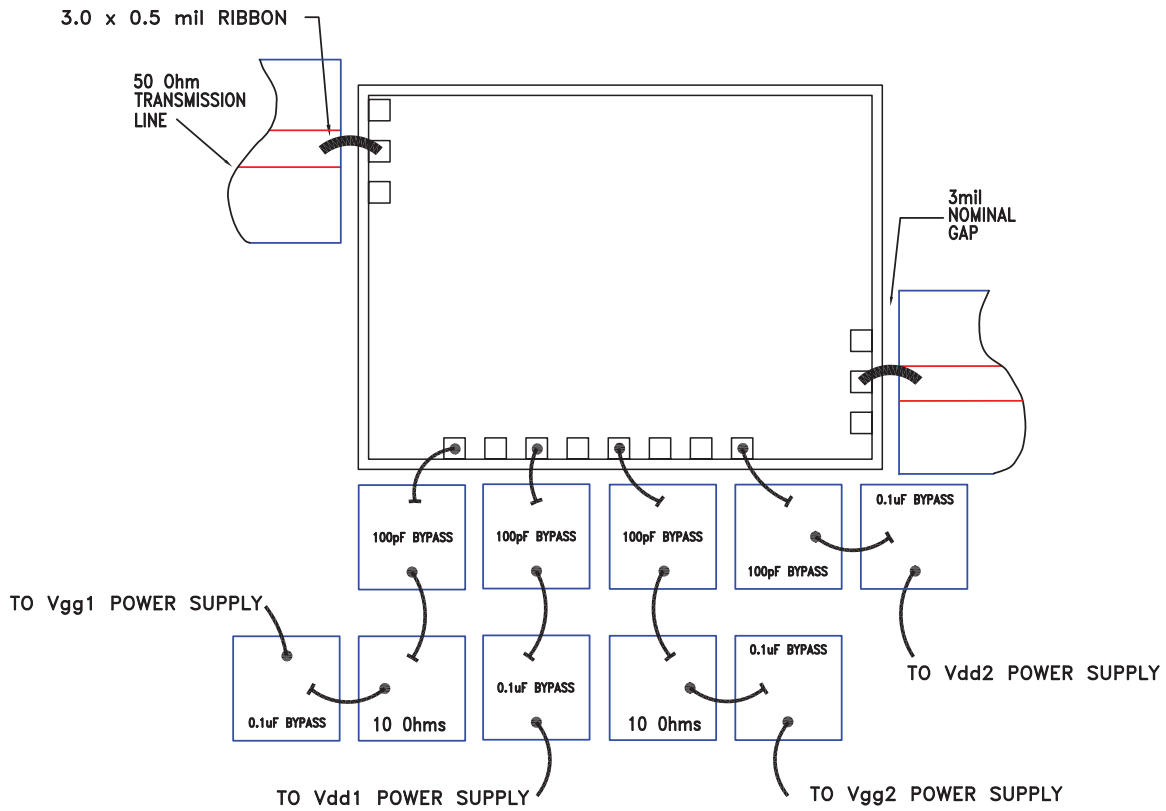 3.0 x 0.5 mil RIBBON
50 Ohm
TRANSMISSION
LINE
3mil
NOMINAL
GAP
100pF BYPASS
100pF BYPASS
100pF BYPASS
100pF BYPASS
0.1uF BYPASS
TO Vgg1 POWER SUPPLY
0.1uF BYPASS
10 Ohms
0.1uF BYPASS
10 Ohms
0.1uF BYPASS
TO Vdd2 POWER SUPPLY
TO Vdd1 POWER SUPPLY
TO Vgg2 POWER SUPPLY